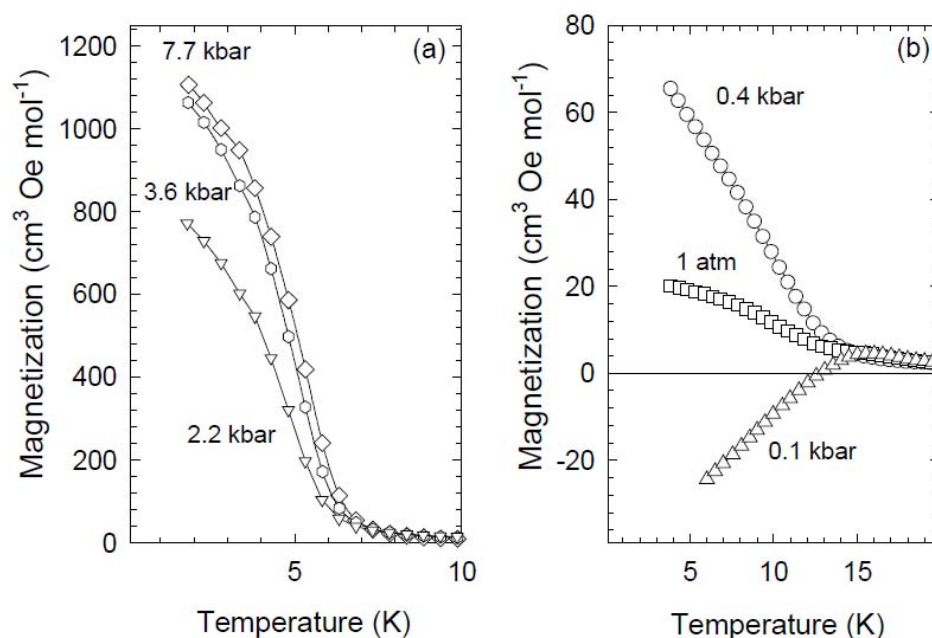 (a)
Magnetization (cm³ Oe mol⁻¹)
1200
1000
800
600
400
200
0
7.7 kbar
3.6 kbar
2.2 kbar
5
10
Temperature (K)
(b)
Magnetization (cm³ Oe mol⁻¹)
80
60
40
20
0
-20
0.4 kbar
1 atm
0.1 kbar
5
10
15
Temperature (K)